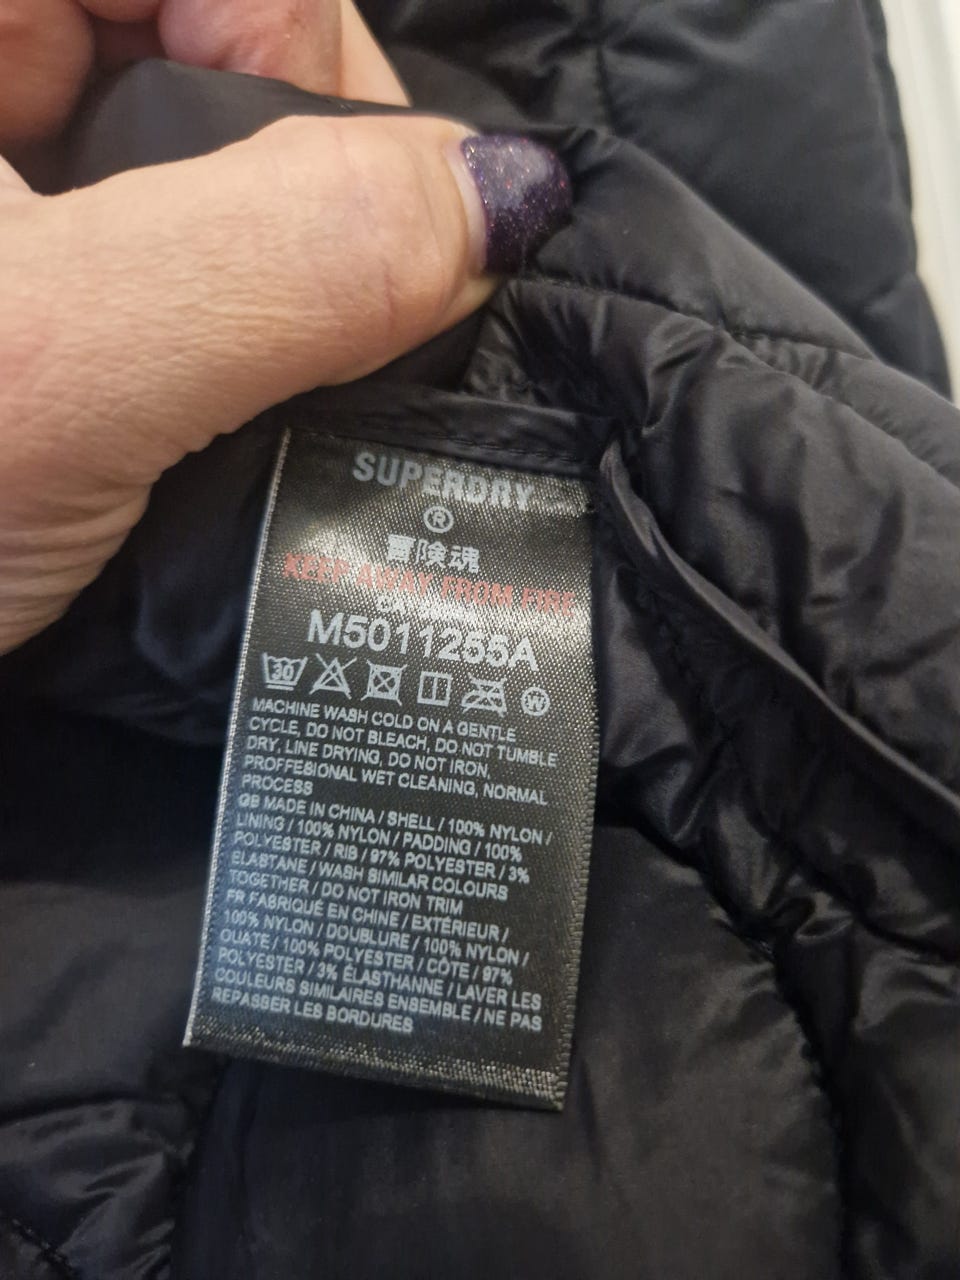 SUPERDRY
®
冒険魂
KEEP AWAY FROM FIRE
M5011255A
30 W
MACHINE WASH COLD ON A GENTLE
CYCLE, DO NOT BLEACH, DO NOT TUMBLE
DRY, LINE DRYING, DO NOT IRON,
PROFFESIONAL WET CLEANING, NORMAL
PROCESS
GB MADE IN CHINA / SHELL / 100% NYLON /
LINING / 100% NYLON / PADDING / 100%
POLYESTER / RIB / 97% POLYESTER / 3%
ELASTANE / WASH SIMILAR COLOURS
TOGETHER / DO NOT IRON TRIM
FR FABRIQUÉ EN CHINE / EXTÉRIEUR /
100% NYLON / DOUBLURE / 100% NYLON /
OUATE / 100% POLYESTER / CÔTE / 97%
POLYESTER / 3% ÉLASTHANNE / LAVER LES
COULEURS SIMILAIRES ENSEMBLE / NE PAS
REPASSER LES BORDURES